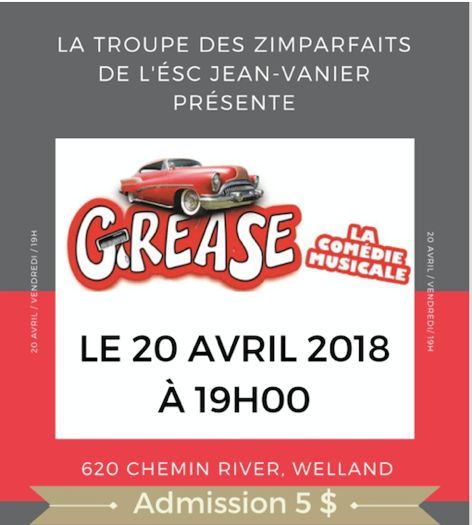 LA TROUPE DES ZIMPARFAITS
DE L'ÉSC JEAN-VANIER
PRÉSENTE
GREASE
LA
COMÉDIE
MUSICALE
20 AVRIL / VENDREDI / 19H
20 AVRIL / VENDREDI/ 19H
LE 20 AVRIL 2018
À 19H00
620 CHEMIN RIVER, WELLAND
Admission 5 $